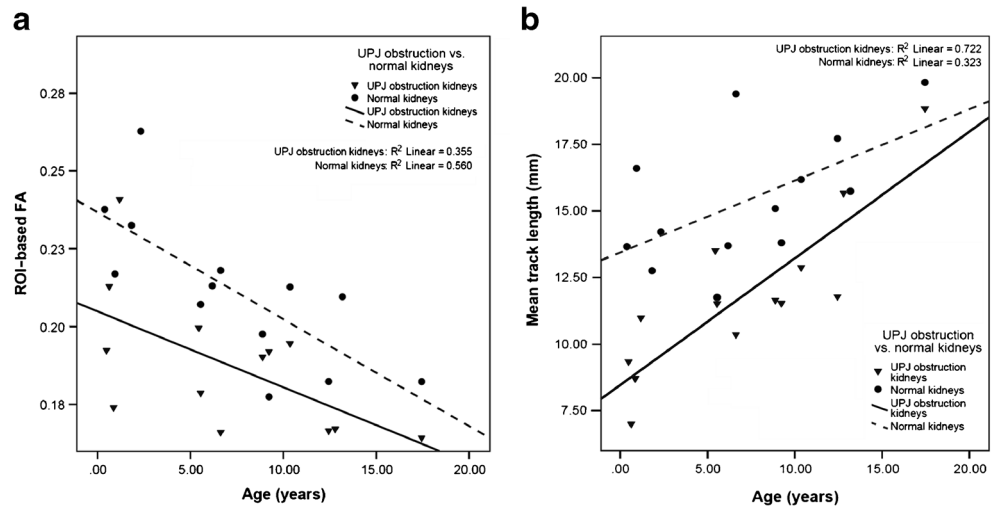 a
UPJ obstruction vs.
normal kidneys
UPJ obstruction kidneys
Normal kidneys
UPJ obstruction kidneys
Normal kidneys
UPJ obstruction kidneys: R² Linear = 0.355
Normal kidneys: R² Linear = 0.560
0.28
0.25
0.23
0.20
0.18
ROI-based FA
.00
5.00
10.00
15.00
20.00
Age (years)
b
UPJ obstruction kidneys: R² Linear = 0.722
Normal kidneys: R² Linear = 0.323
20.00
17.50
15.00
12.50
10.00
7.50
Mean track length (mm)
UPJ obstruction
vs. normal kidneys
UPJ obstruction
kidneys
Normal kidneys
UPJ obstruction
kidneys
Normal kidneys
.00
5.00
10.00
15.00
20.00
Age (years)